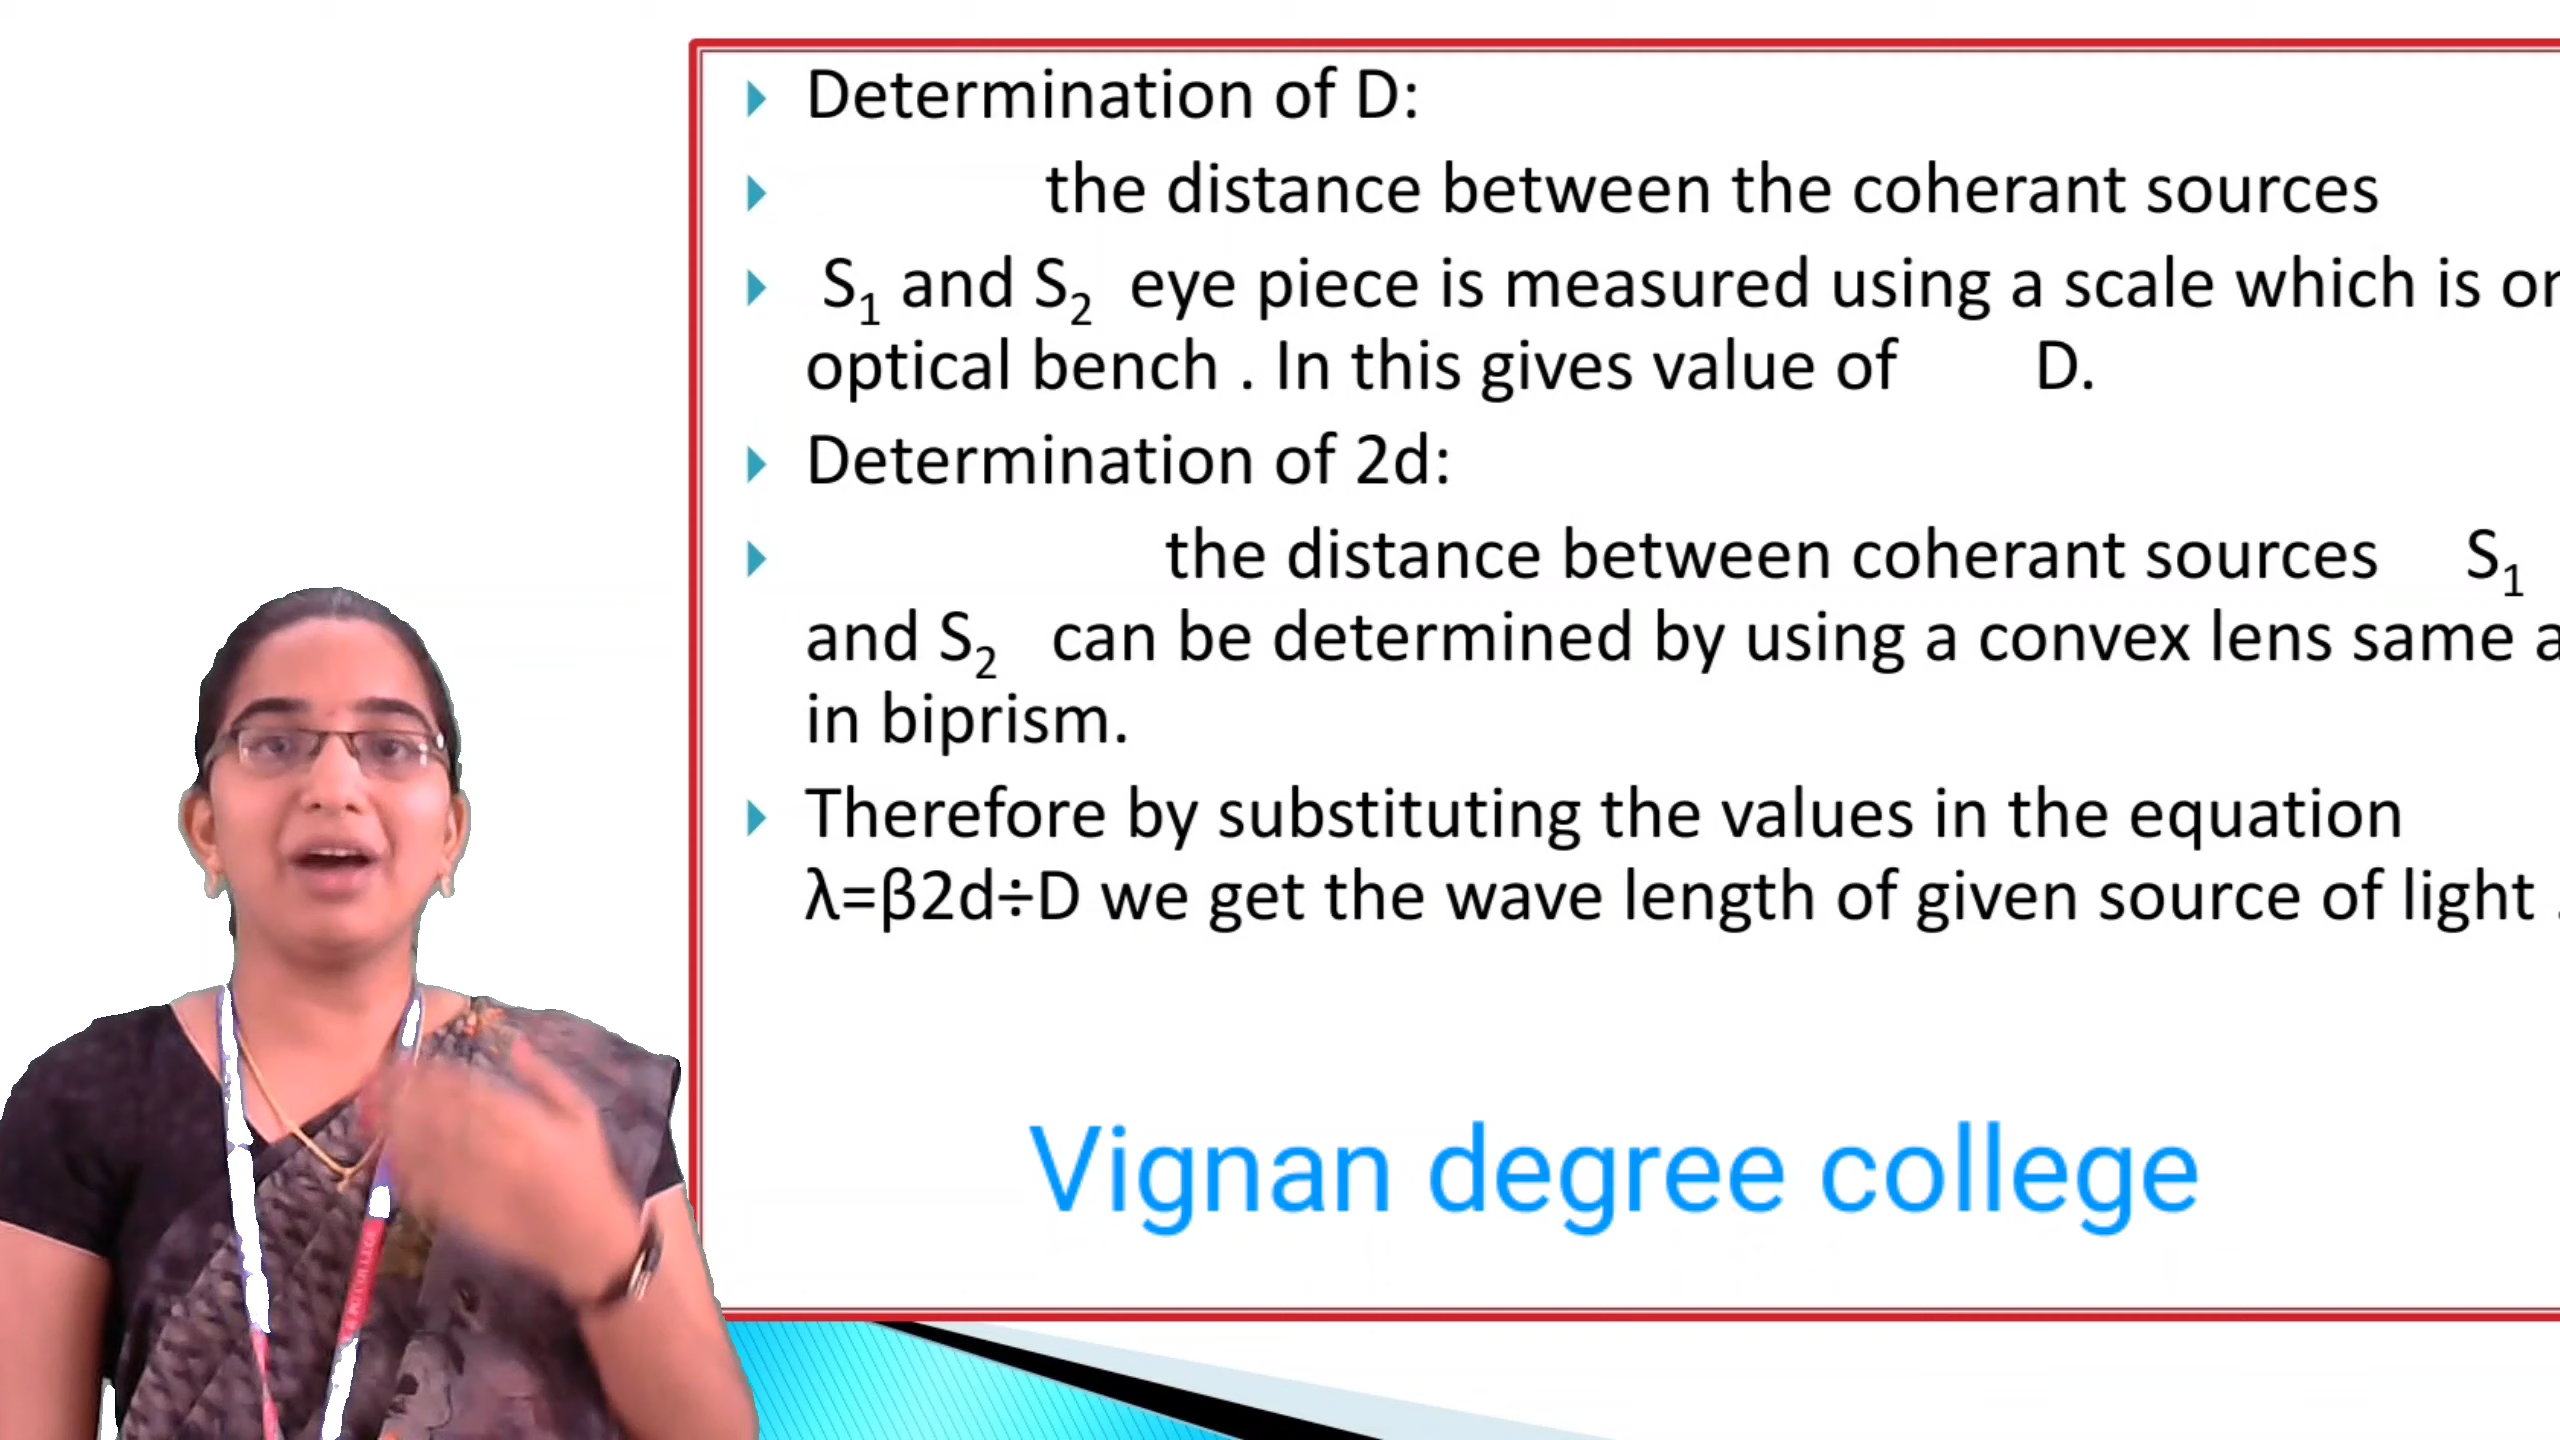 Determination of D:
the distance between the coherant sources
S₁ and S₂ eye piece is measured using a scale which is
optical bench . In this gives value of D.
Determination of 2d:
the distance between coherant sources S₁
and S₂ can be determined by using a convex lens same
in biprism.
Therefore by substituting the values in the equation
λ=β2d÷D we get the wave length of given source of light .
Vignan degree college